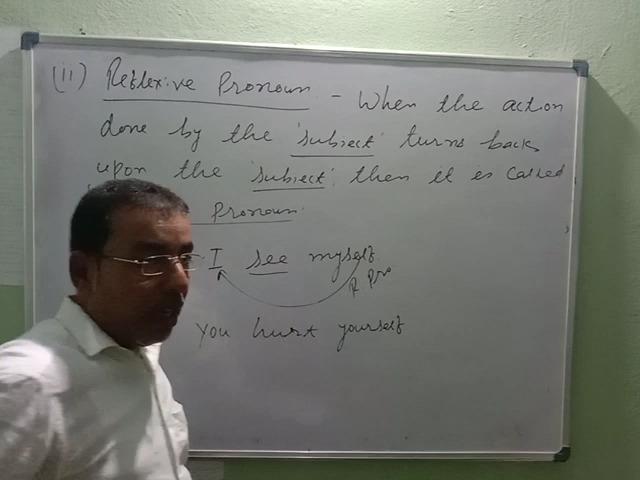 (ii) Reflexive Pronoun - When the action
done by the 'subject' turns back
upon the 'subject' then it is called
Pronoun.
I see myself
R Pro
You hurt yourself